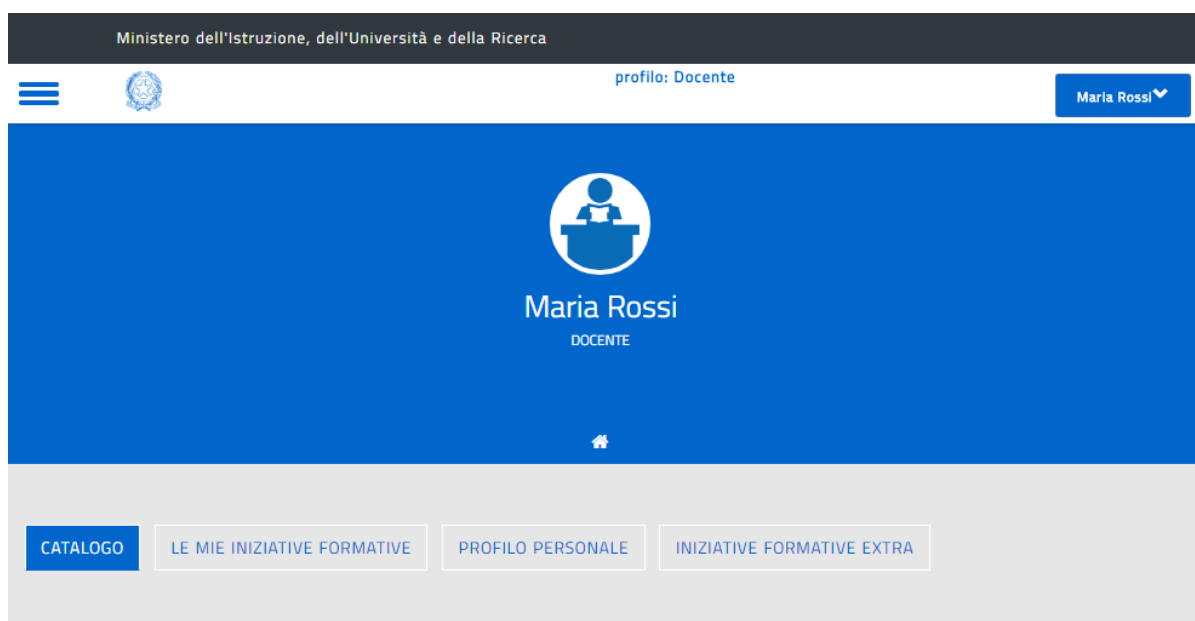 Ministero dell'Istruzione, dell'Università e della Ricerca
profilo: Docente
Maria Rossi
Maria Rossi
DOCENTE
CATALOGO LE MIE INIZIATIVE FORMATIVE PROFILO PERSONALE INIZIATIVE FORMATIVE EXTRA